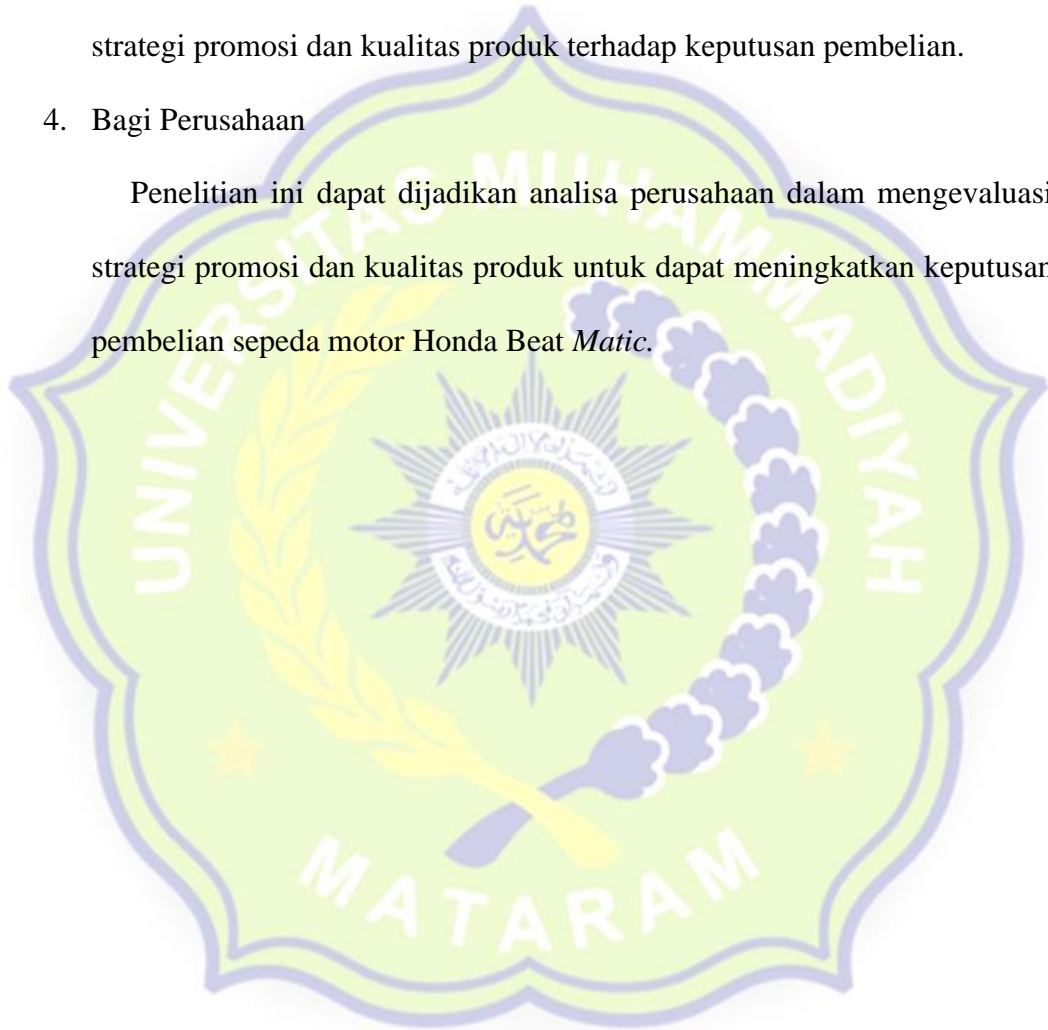 strategi promosi dan kualitas produk terhadap keputusan pembelian.
4. Bagi Perusahaan
Penelitian ini dapat dijadikan analisa perusahaan dalam mengevaluasi
strategi promosi dan kualitas produk untuk dapat meningkatkan keputusan
pembelian sepeda motor Honda Beat Matic.
UNIVERSITAS MUHAMMADIYAH
MATARAM